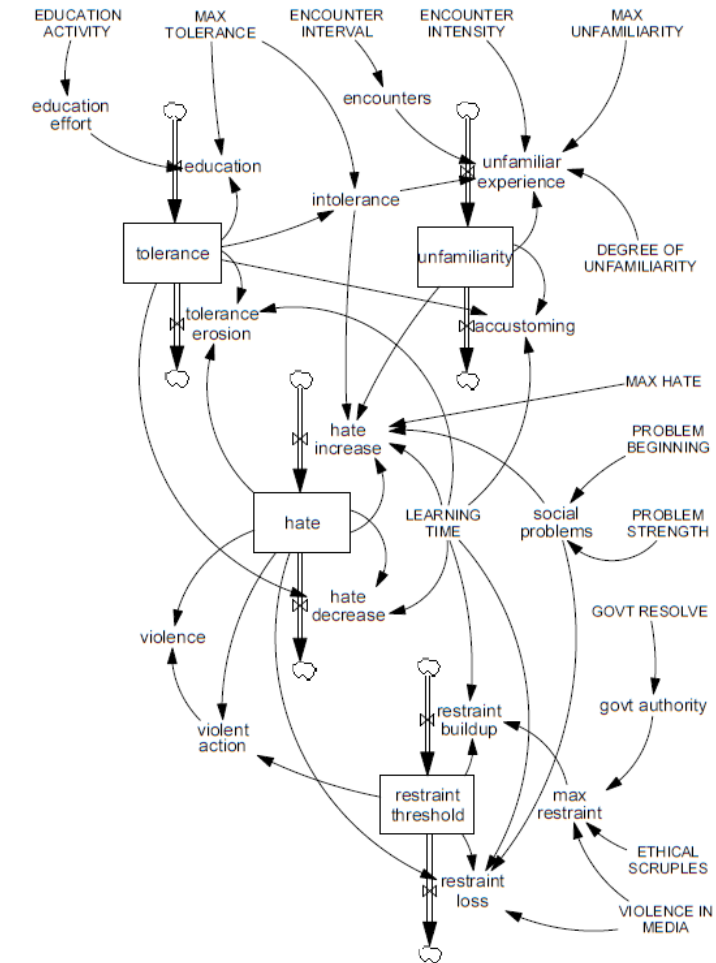 EDUCATION
ACTIVITY
MAX
TOLERANCE
ENCOUNTER
INTERVAL
ENCOUNTER
INTENSITY
MAX
UNFAMILIARITY
education
effort
encounters
education
unfamiliar
experience
intolerance
tolerance
unfamiliarity
DEGREE OF
UNFAMILIARITY
tolerance
erosion
accustoming
MAX HATE
hate
increase
PROBLEM
BEGINNING
hate
LEARNING
TIME
social
problems
PROBLEM
STRENGTH
hate
decrease
GOVT RESOLVE
violence
violent
action
restraint
buildup
govt authority
restraint
threshold
max
restraint
ETHICAL
SCRUPLES
restraint
loss
VIOLENCE IN
MEDIA